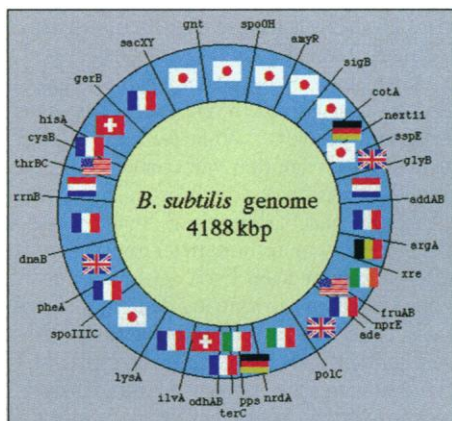 gnt
spo0H
amyR
sigB
cotA
nextii
sspE
glyB
addAB
argA
xre
fruAB
nprE
ade
polC
nrdA
pps
terC
odhAB
ilvA
lysA
spoIIIC
pheA
dnaB
rrnB
thrBC
cysB
hisA
gerB
sacXY
B. subtilis genome
4188 kbp